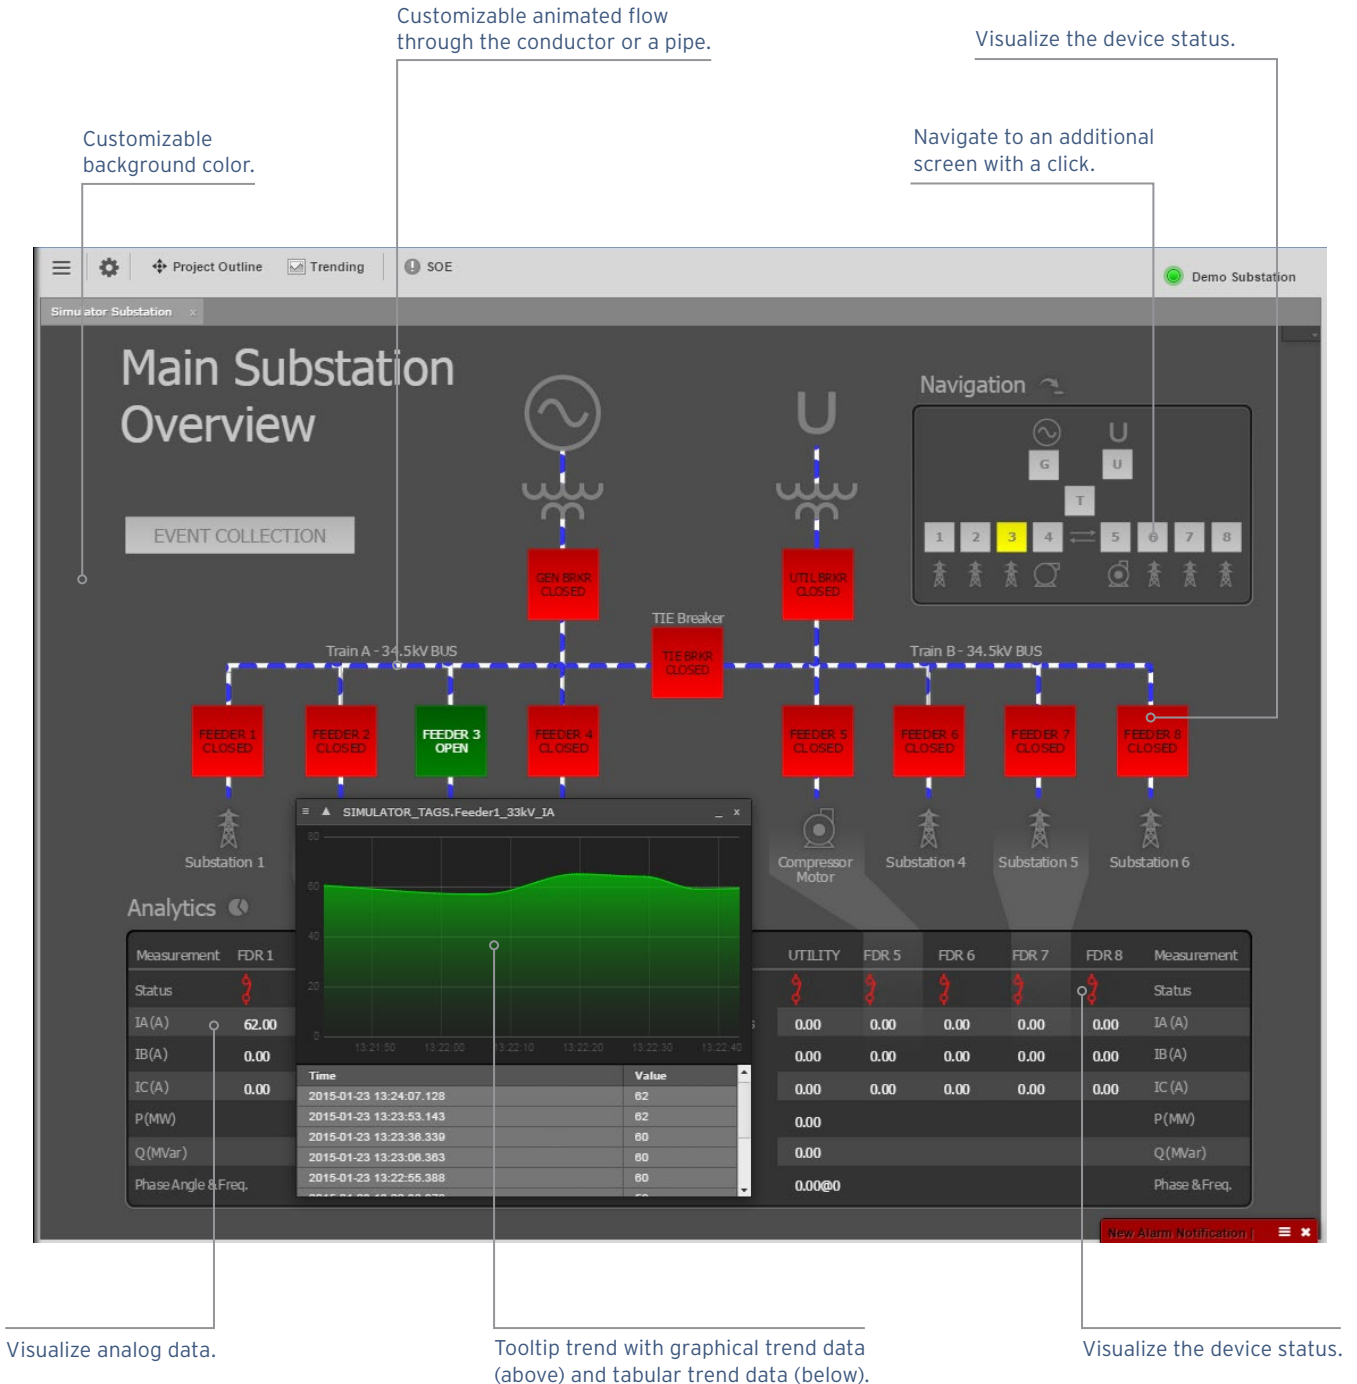 Customizable animated flow
through the conductor or a pipe.
Visualize the device status.
Customizable
background color.
Navigate to an additional
screen with a click.
Project Outline
Trending
SOE
Demo Substation
Simulator Substation x
Main Substation
Overview
Navigation
U
U
G U
T
1 2 3 4 5 6 7 8
EVENT COLLECTION
GEN BRKR
CLOSED
UTIL BRKR
CLOSED
TIE Breaker
TIE BRKR
CLOSED
Train A - 34.5kV BUS
Train B - 34.5kV BUS
FEEDER 1
CLOSED
FEEDER 2
CLOSED
FEEDER 3
OPEN
FEEDER 4
CLOSED
FEEDER 5
CLOSED
FEEDER 6
CLOSED
FEEDER 7
CLOSED
FEEDER 8
CLOSED
Substation 1
Compressor
Motor
Substation 4
Substation 5
Substation 6
SIMULATOR_TAGS.Feeder1_33kV_IA _ x
80
60
40
20
0
13:21:50 13:22:00 13:22:10 13:22:20 13:22:30 13:22:40
Time Value
2015-01-23 13:24:07.128 62
2015-01-23 13:23:53.143 62
2015-01-23 13:23:36.339 60
2015-01-23 13:23:06.363 60
2015-01-23 13:22:55.388 60
Analytics
Measurement FDR 1 UTILITY FDR 5 FDR 6 FDR 7 FDR 8 Measurement
Status Status
IA (A) 62.00 0.00 0.00 0.00 0.00 0.00 IA (A)
IB(A) 0.00 0.00 0.00 0.00 0.00 0.00 IB (A)
IC (A) 0.00 0.00 0.00 0.00 0.00 0.00 IC (A)
P(MW) 0.00 P(MW)
Q(MVar) 0.00 Q(MVar)
Phase Angle & Freq. 0.00@0 Phase & Freq.
New Alarm Notification |
Visualize analog data.
Tooltip trend with graphical trend data
(above) and tabular trend data (below).
Visualize the device status.